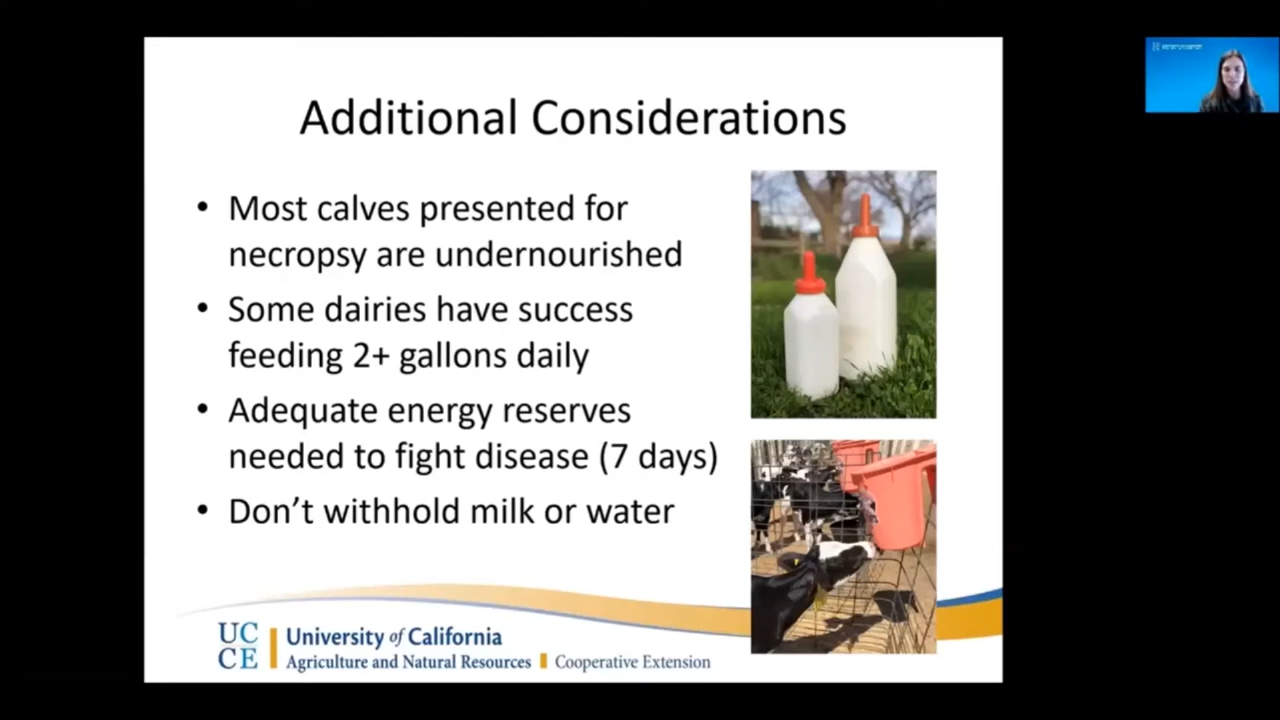 Additional Considerations
• Most calves presented for
necropsy are undernourished
• Some dairies have success
feeding 2+ gallons daily
• Adequate energy reserves
needed to fight disease (7 days)
• Don’t withhold milk or water
UC
CE
University of California
Agriculture and Natural Resources Cooperative Extension